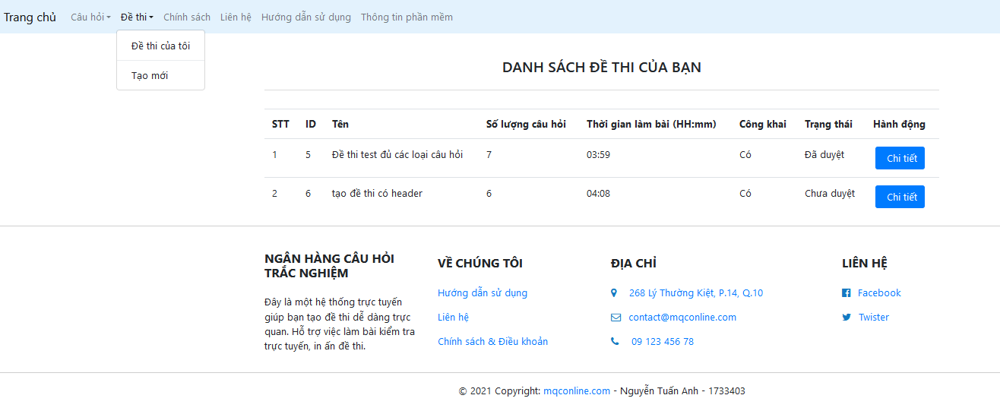 Trang chủ Câu hỏi Đề thi Chính sách Liên hệ Hướng dẫn sử dụng Thông tin phần mềm
Đề thi của tôi
Tạo mới
DANH SÁCH ĐỀ THI CỦA BẠN
STT ID Tên Số lượng câu hỏi Thời gian làm bài (HH:mm) Công khai Trạng thái Hành động
1 5 Đề thi test đủ các loại câu hỏi 7 03:59 Có Đã duyệt Chi tiết
2 6 tạo đề thi có header 6 04:08 Có Chưa duyệt Chi tiết
NGÂN HÀNG CÂU HỎI
TRẮC NGHIỆM
Đây là một hệ thống trực tuyến
giúp bạn tạo đề thi dễ dàng trực
quan. Hỗ trợ việc làm bài kiểm tra
trực tuyến, in ấn đề thi.
VỀ CHÚNG TÔI
Hướng dẫn sử dụng
Liên hệ
Chính sách & Điều khoản
ĐỊA CHỈ
268 Lý Thường Kiệt, P.14, Q.10
contact@mqconline.com
09 123 456 78
LIÊN HỆ
Facebook
Twister
© 2021 Copyright: mqconline.com - Nguyễn Tuấn Anh - 1733403